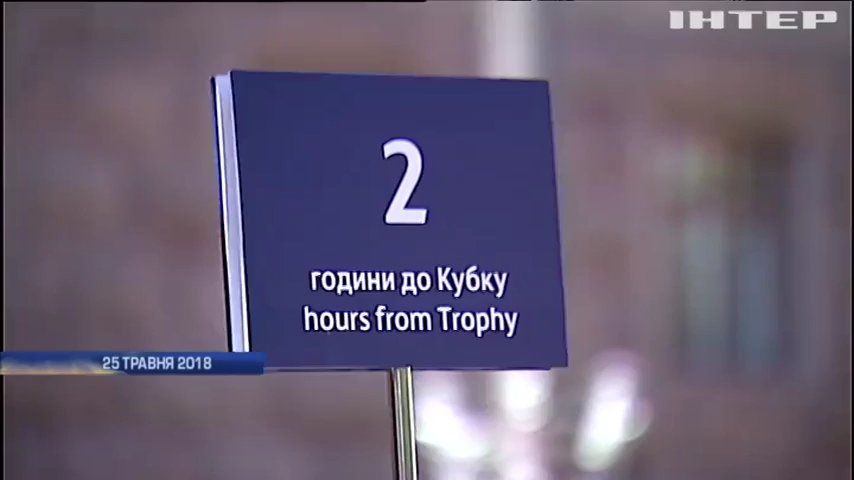 ІНТЕР
2
години до Кубку
hours from Trophy
25 ТРАВНЯ 2018